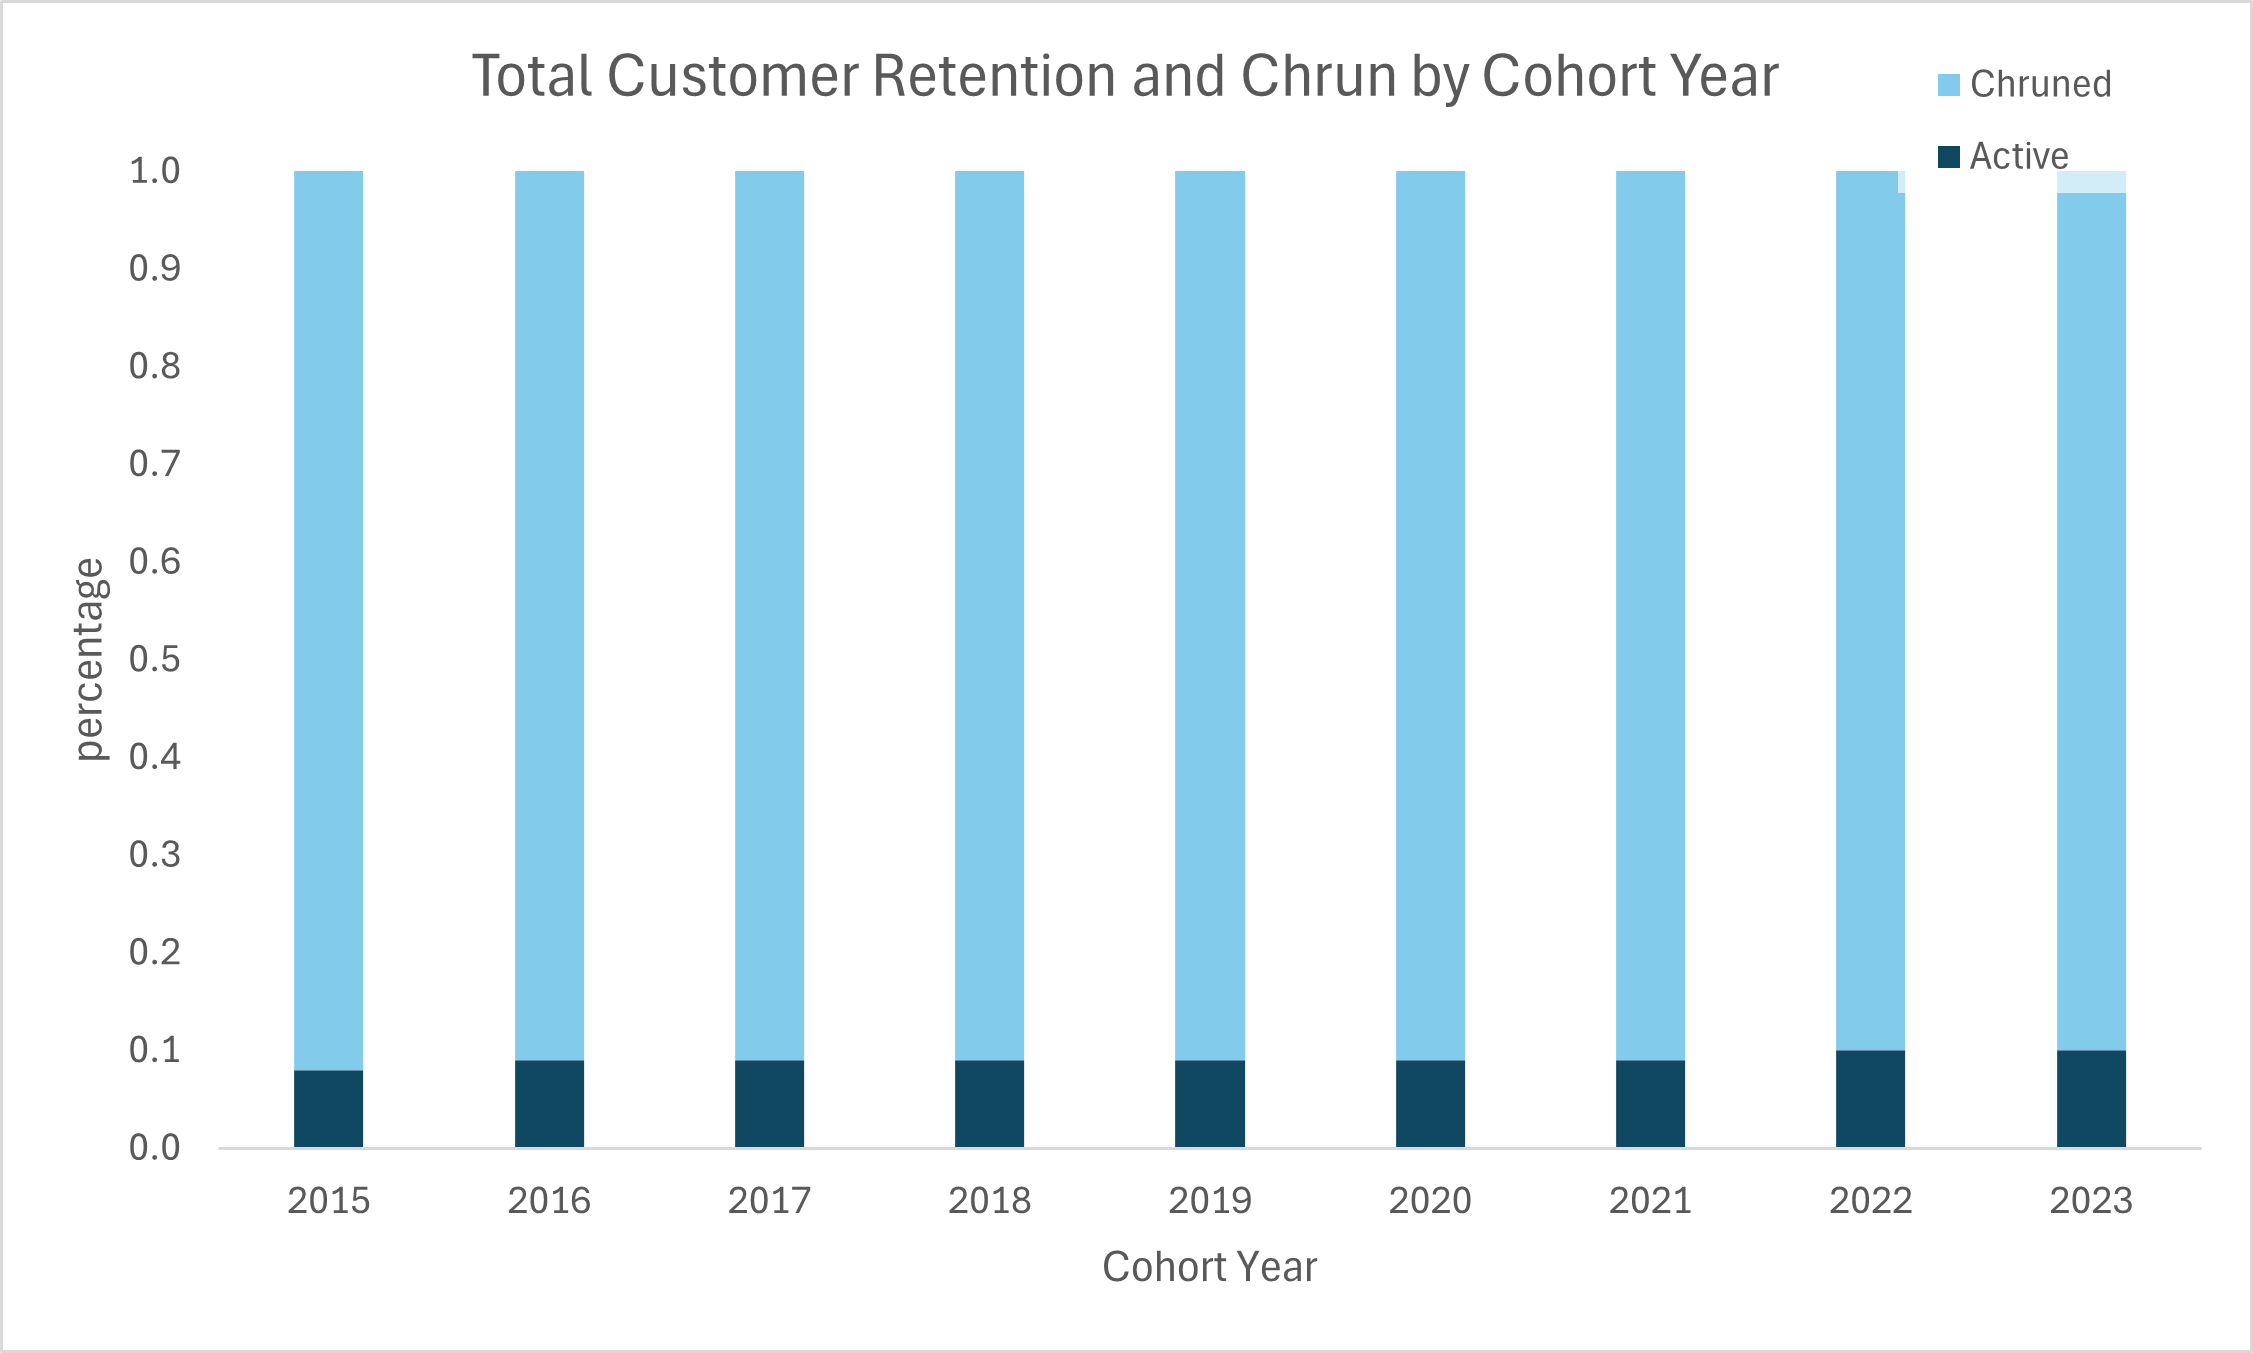 Total Customer Retention and Chrun by Cohort Year
Chruned
Active
1.0
0.9
0.8
0.7
0.6
0.5
0.4
0.3
0.2
0.1
0.0
percentage
2015 2016 2017 2018 2019 2020 2021 2022 2023
Cohort Year